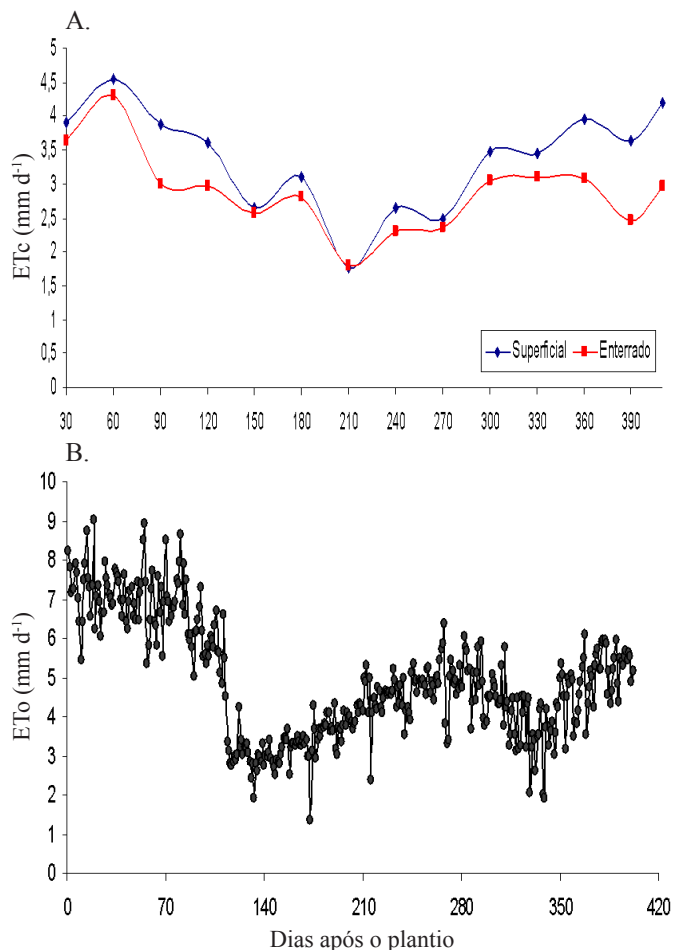 A.
ETc (mm d-1)
5
4,5
4
3,5
3
2,5
2
1,5
1
0,5
0
Superficial Enterrado
30 60 90 120 150 180 210 240 270 300 330 360 390
B.
ETo (mm d-1)
10
9
8
7
6
5
4
3
2
1
0
0 70 140 210 280 350 420
Dias após o plantio